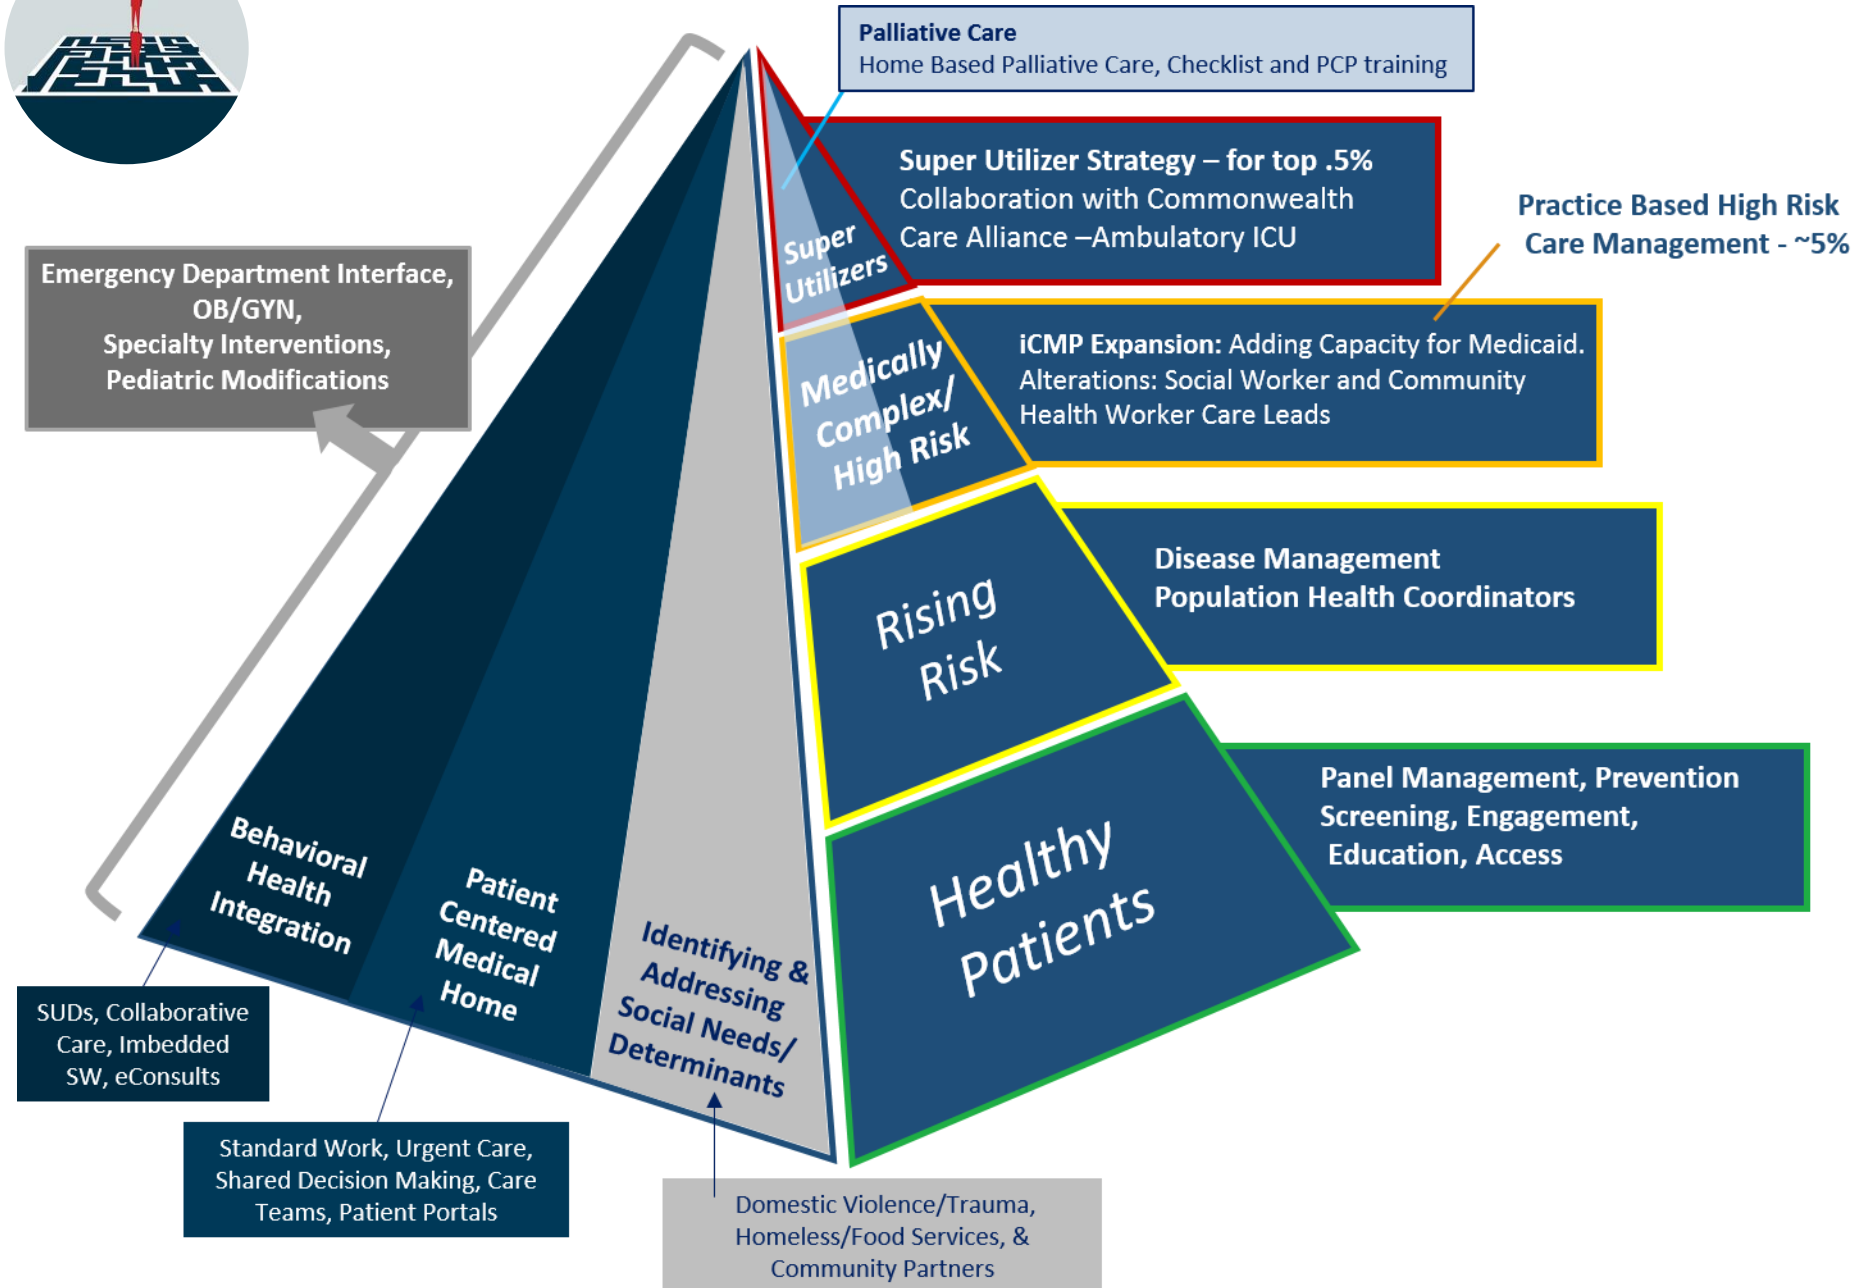 Palliative Care
Home Based Palliative Care, Checklist and PCP training
Super Utilizer Strategy – for top .5%
Collaboration with Commonwealth
Care Alliance –Ambulatory ICU
Practice Based High Risk
Care Management - ~5%
Super
Utilizers
Emergency Department Interface,
OB/GYN,
Specialty Interventions,
Pediatric Modifications
iCMP Expansion: Adding Capacity for Medicaid.
Alterations: Social Worker and Community
Health Worker Care Leads
Medically
Complex/
High Risk
Disease Management
Population Health Coordinators
Rising
Risk
Panel Management, Prevention
Screening, Engagement,
Education, Access
Healthy
Patients
Behavioral
Health
Integration
Patient
Centered
Medical
Home
Identifying &
Addressing
Social Needs/
Determinants
SUDs, Collaborative
Care, Imbedded
SW, eConsults
Standard Work, Urgent Care,
Shared Decision Making, Care
Teams, Patient Portals
Domestic Violence/Trauma,
Homeless/Food Services, &
Community Partners